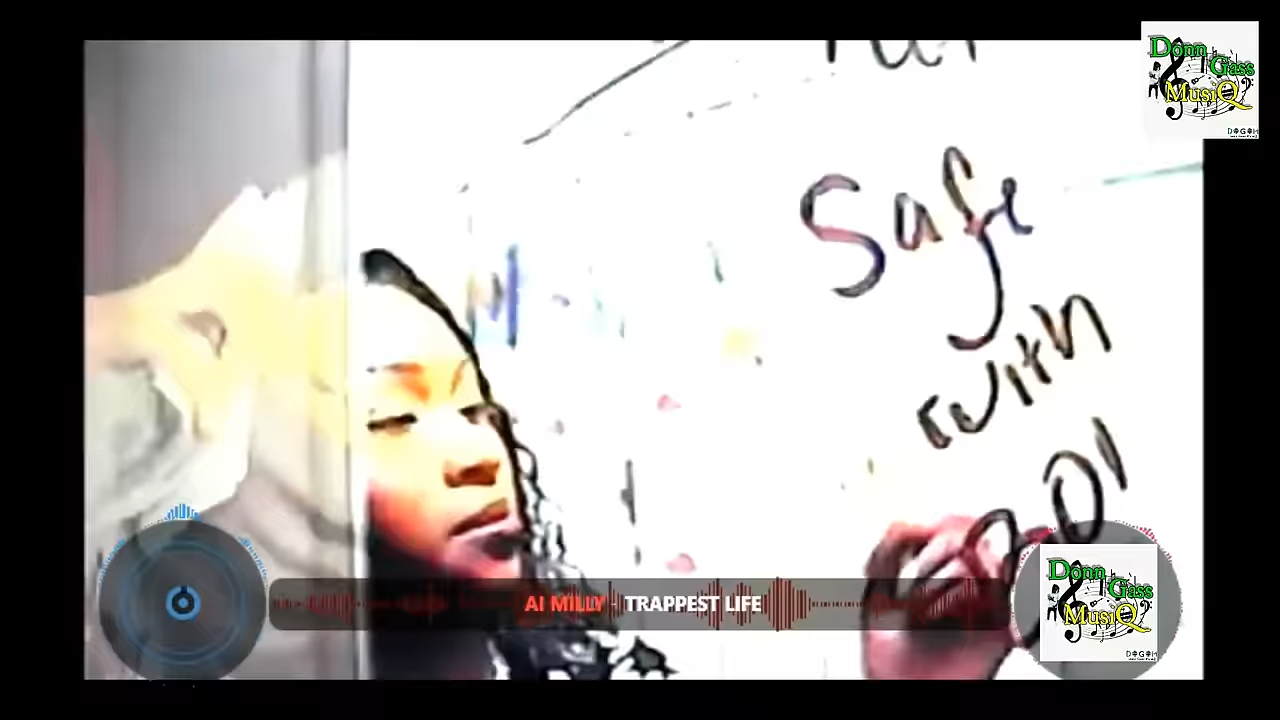 Donn
Gass
MusiQ
Safe
with
AI MILLY - TRAPPEST LIFE
Donn
Gass
MusiQ